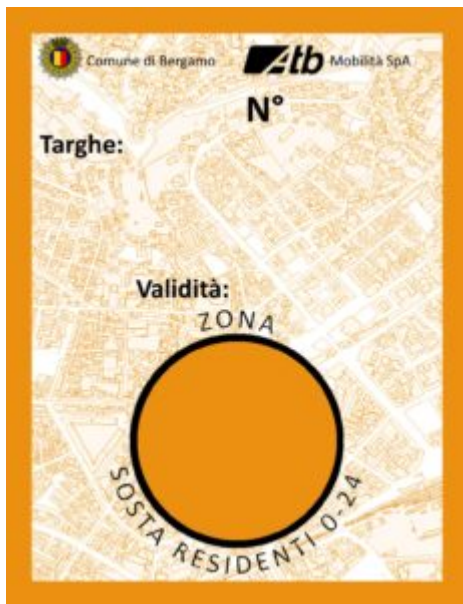 Comune di Bergamo
Atb Mobilità SpA
N°
Targhe:
Validità:
ZONA
SOSTA RESIDENTI 0-24